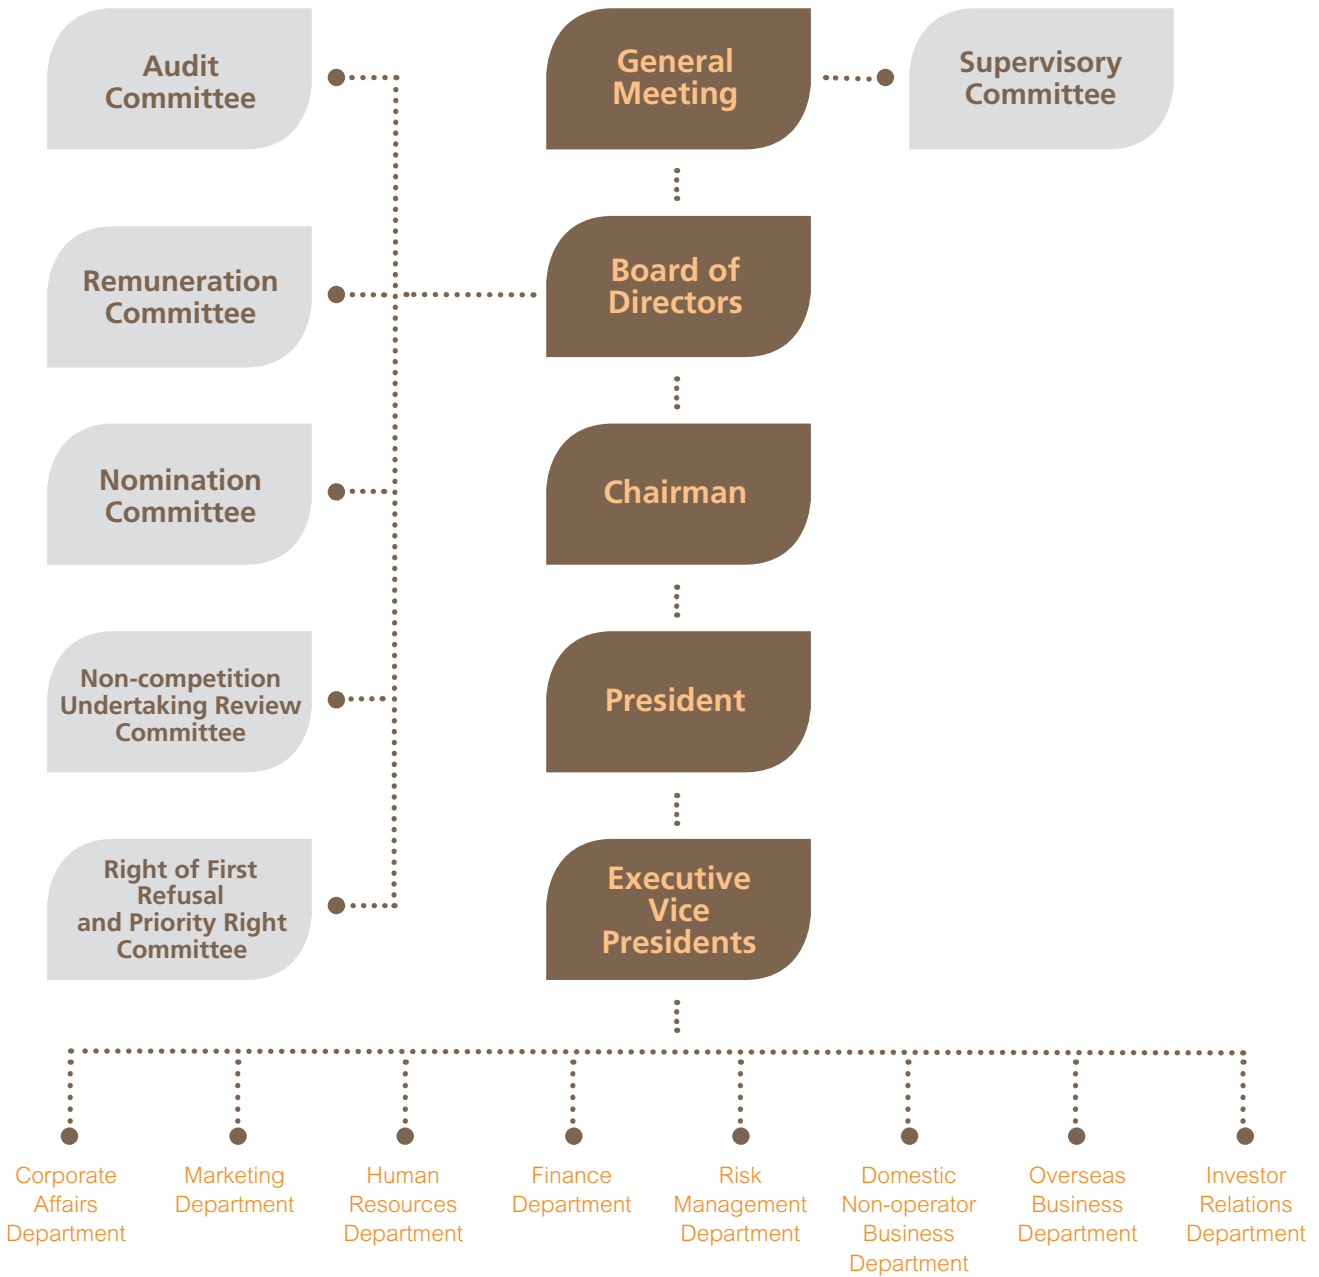 Audit
Committee
General
Meeting
Supervisory
Committee
Remuneration
Committee
Board of
Directors
Nomination
Committee
Chairman
Non-competition
Undertaking Review
Committee
President
Right of First
Refusal
and Priority Right
Committee
Executive
Vice
Presidents
Corporate
Affairs
Department
Marketing
Department
Human
Resources
Department
Finance
Department
Risk
Management
Department
Domestic
Non-operator
Business
Department
Overseas
Business
Department
Investor
Relations
Department